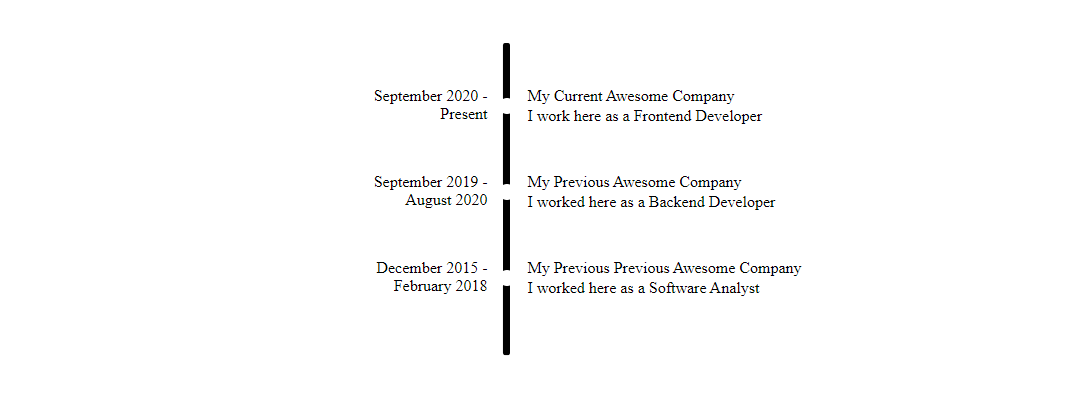 September 2020 -
Present
My Current Awesome Company
I work here as a Frontend Developer
September 2019 -
August 2020
My Previous Awesome Company
I worked here as a Backend Developer
December 2015 -
February 2018
My Previous Previous Awesome Company
I worked here as a Software Analyst